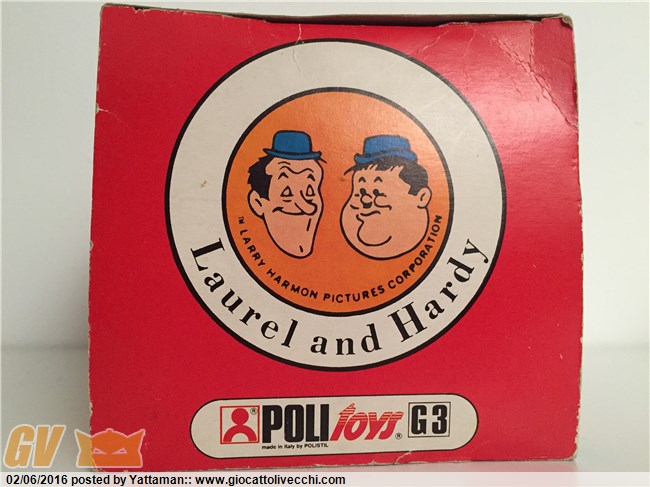 TM LARRY HARMON PICTURES CORPORATION
Laurel and Hardy
® POLITOYS® G3
made in Italy by POLISTIL
GV
02/06/2016 posted by Yattaman:: www.giocattolivecchi.com